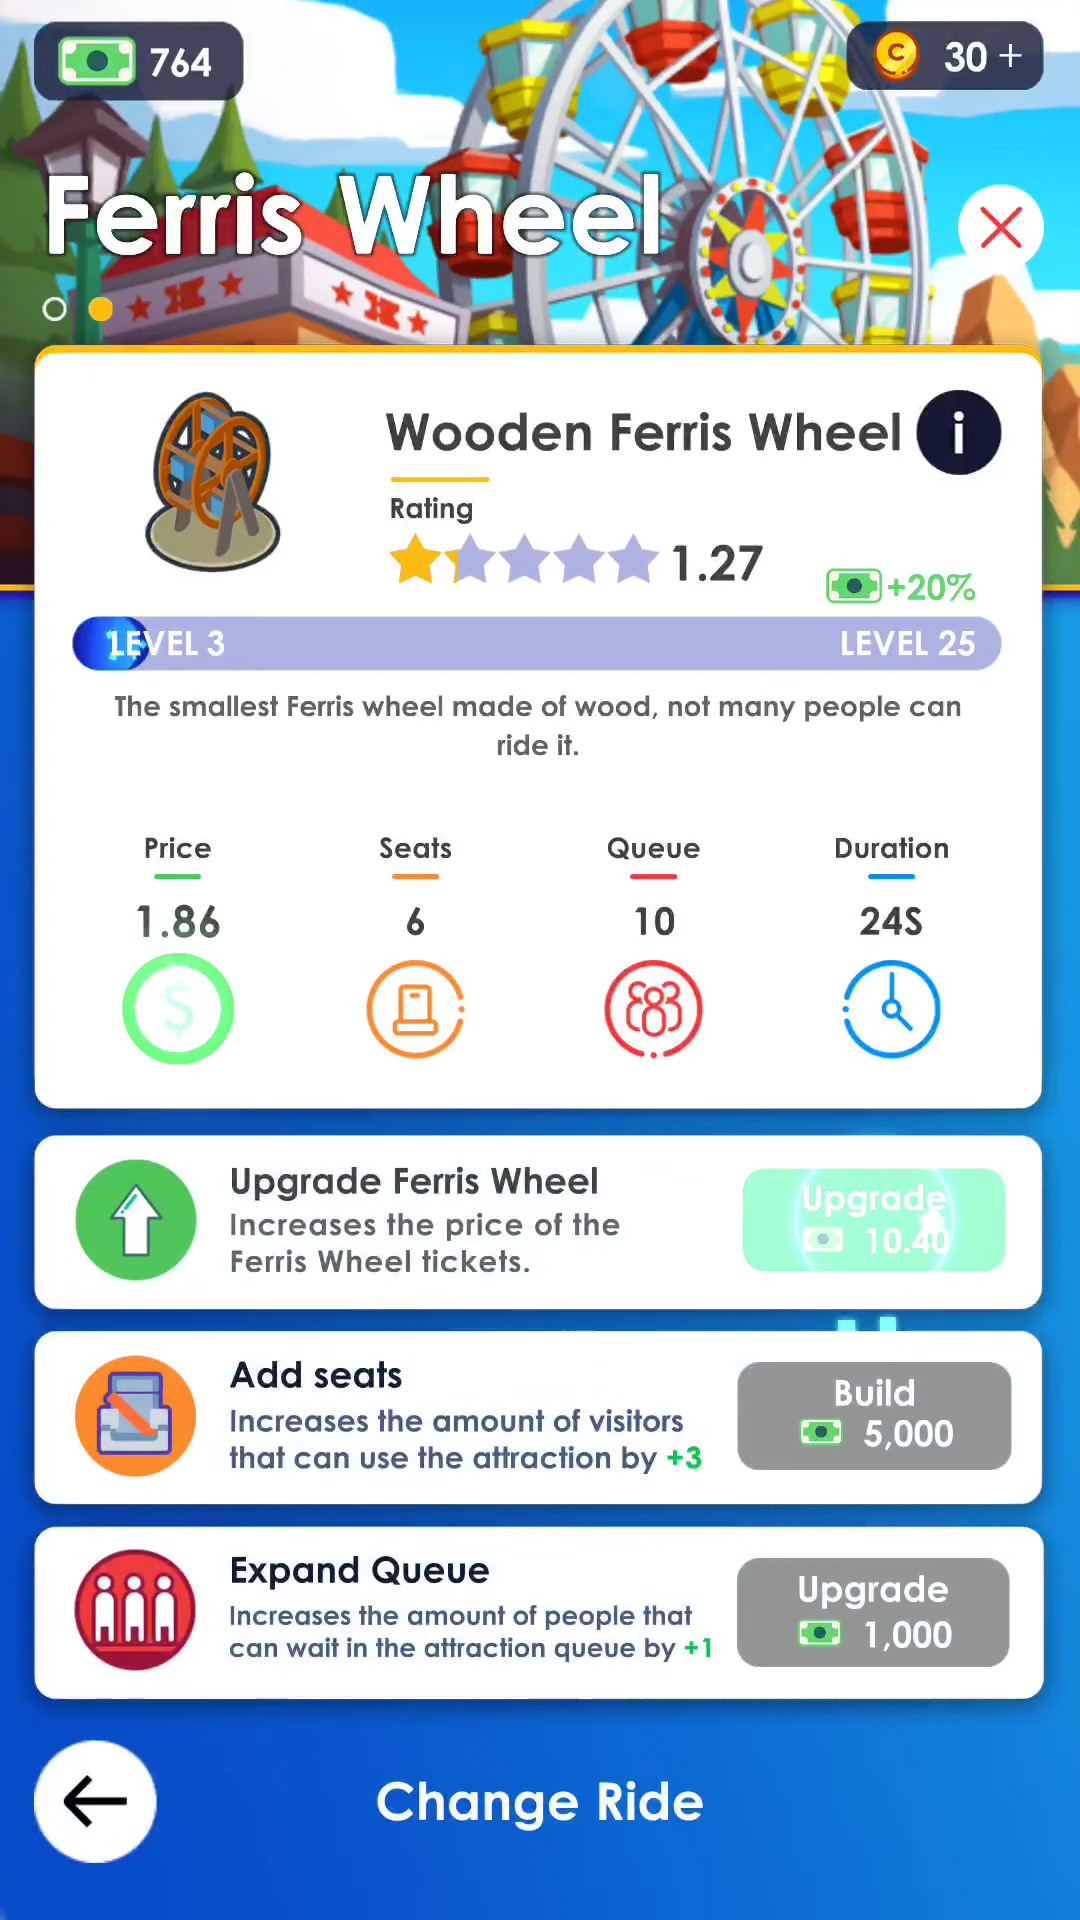 764
30 +
Ferris Wheel
Wooden Ferris Wheel
i
Rating
1.27
+20%
LEVEL 3
LEVEL 25
The smallest Ferris wheel made of wood, not many people can
ride it.
Price
Seats
Queue
Duration
1.86
6
10
24S
$
Upgrade Ferris Wheel
Increases the price of the
Ferris Wheel tickets.
Upgrade
10.40
Add seats
Increases the amount of visitors
that can use the attraction by +3
Build
5,000
Expand Queue
Increases the amount of people that
can wait in the attraction queue by +1
Upgrade
1,000
Change Ride